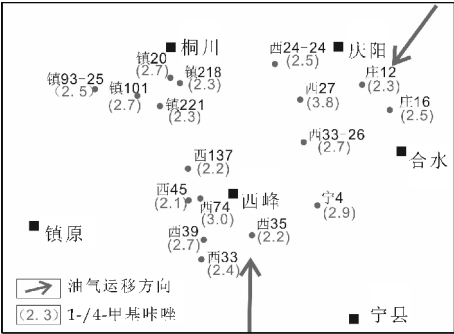 桐川
庆阳
镇20
(2.7)
西24-24
(2.5)
镇93-25
(2.5)
镇218
(2.3)
庄12
(2.3)
镇101
(2.7)
西27
(3.8)
镇221
(2.3)
庄16
(2.5)
西33-26
(2.7)
合水
西137
(2.2)
西45
(2.1)
西峰
宁4
(2.9)
西74
(3.0)
镇原
西39
(2.7)
西35
(2.2)
西33
(2.4)
油气运移方向
(2.3) 1-/4-甲基咔唑
宁县